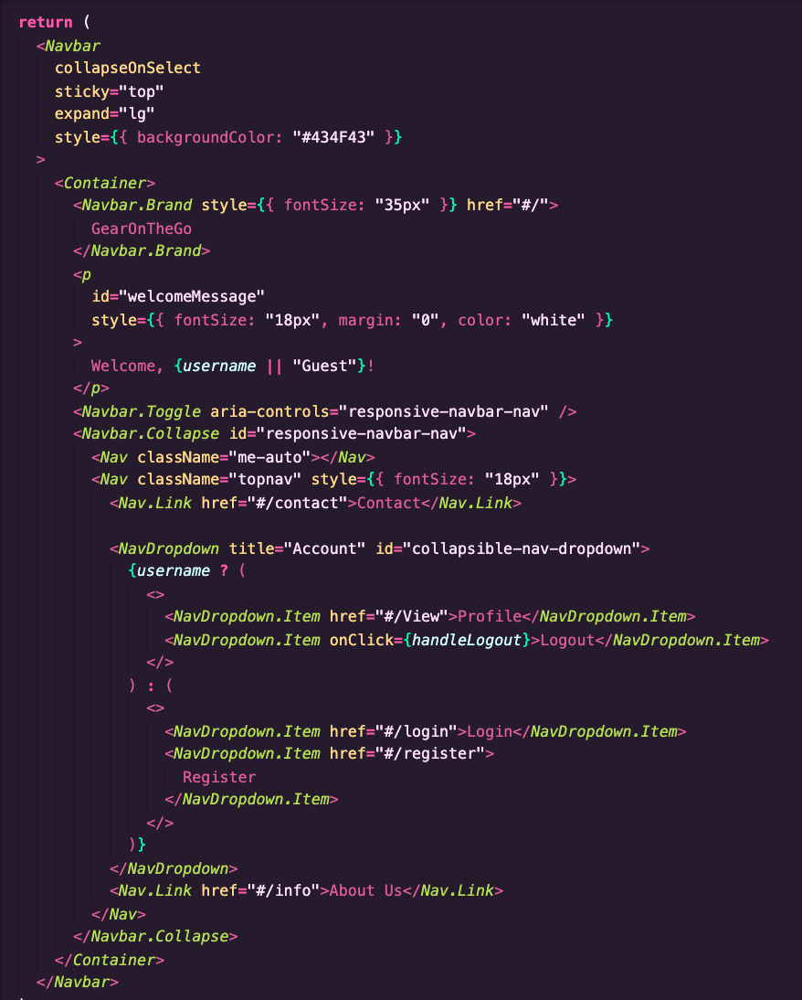 return (
<Navbar
collapseOnSelect
sticky="top"
expand="lg"
style={{ backgroundColor: "#434F43" }}
>
<Container>
<Navbar.Brand style={{ fontSize: "35px" }} href="#/">
GearOnTheGo
</Navbar.Brand>
<p
id="welcomeMessage"
style={{ fontSize: "18px", margin: "0", color: "white" }}
>
Welcome, {username || "Guest"}!
</p>
<Navbar.Toggle aria-controls="responsive-navbar-nav" />
<Navbar.Collapse id="responsive-navbar-nav">
<Nav className="me-auto"></Nav>
<Nav className="topnav" style={{ fontSize: "18px" }}>
<Nav.Link href="#/contact">Contact</Nav.Link>
<NavDropdown title="Account" id="collapsible-nav-dropdown">
{username ? (
<>
<NavDropdown.Item href="#/View">Profile</NavDropdown.Item>
<NavDropdown.Item onClick={handleLogout}>Logout</NavDropdown.Item>
</>
) : (
<>
<NavDropdown.Item href="#/login">Login</NavDropdown.Item>
<NavDropdown.Item href="#/register">
Register
</NavDropdown.Item>
</>
)}
</NavDropdown>
<Nav.Link href="#/info">About Us</Nav.Link>
</Nav>
</Navbar.Collapse>
</Container>
</Navbar>